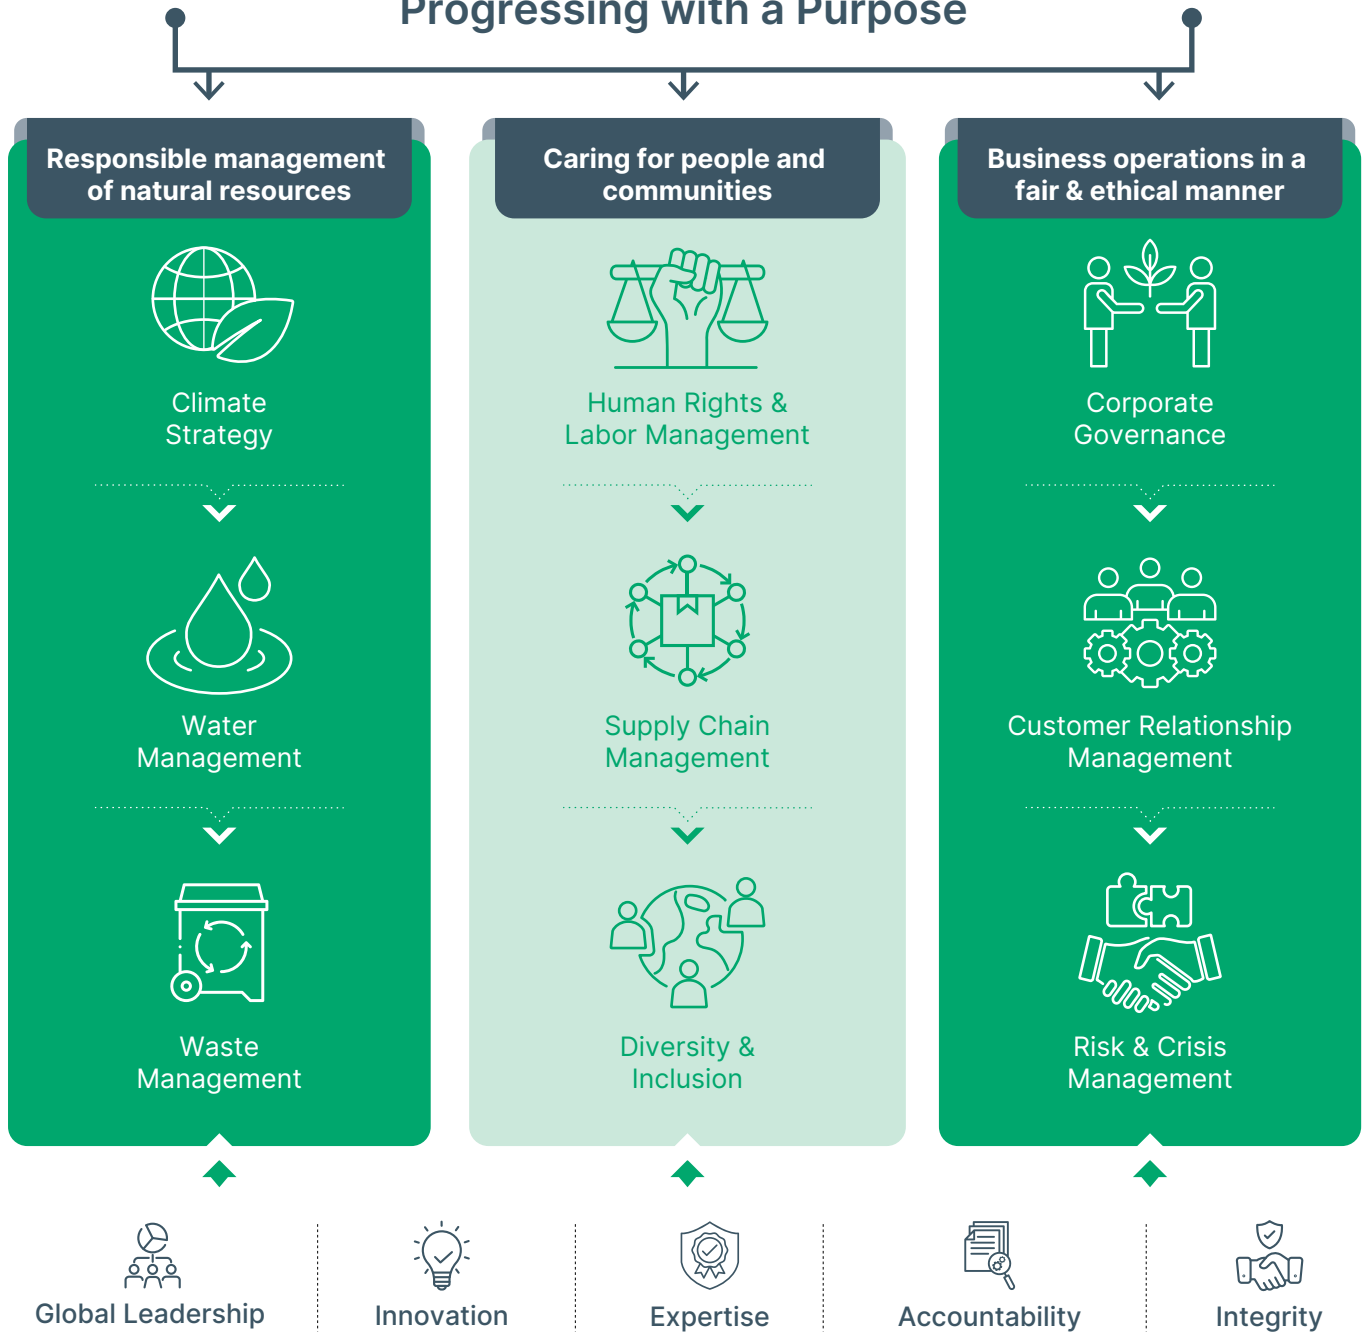 Progressing with a Purpose
Responsible management
of natural resources
Climate
Strategy
Water
Management
Waste
Management
Caring for people and
communities
Human Rights &
Labor Management
Supply Chain
Management
Diversity &
Inclusion
Business operations in a
fair & ethical manner
Corporate
Governance
Customer Relationship
Management
Risk & Crisis
Management
Global Leadership
Innovation
Expertise
Accountability
Integrity